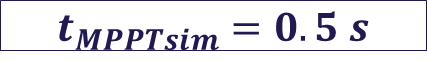 t_MPPTsim = 0.5 s